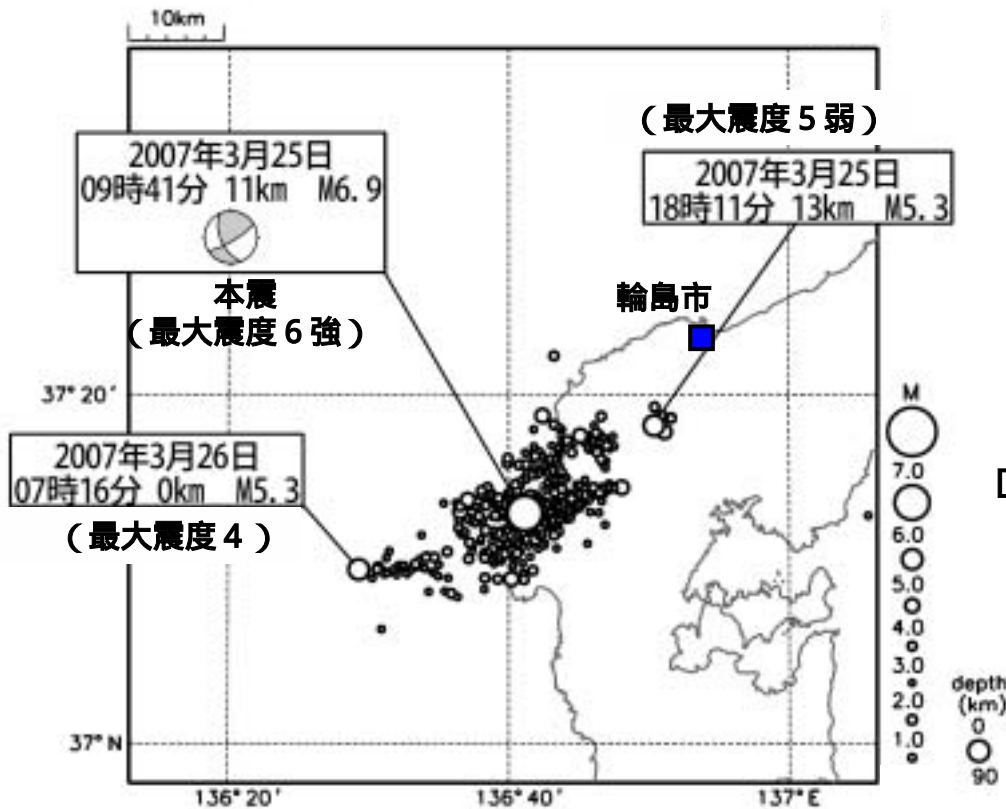 10km
（最大震度５弱）
2007年3月25日
09時41分 11km M6.9
2007年3月25日
18時11分 13km M5.3
本震
（最大震度６強）
輪島市
37°20′
2007年3月26日
07時16分 0km M5.3
（最大震度４）
M
7.0
6.0
5.0
4.0
3.0
2.0
1.0
depth
(km)
0
90
37°N
136°20′
136°40′
137°E